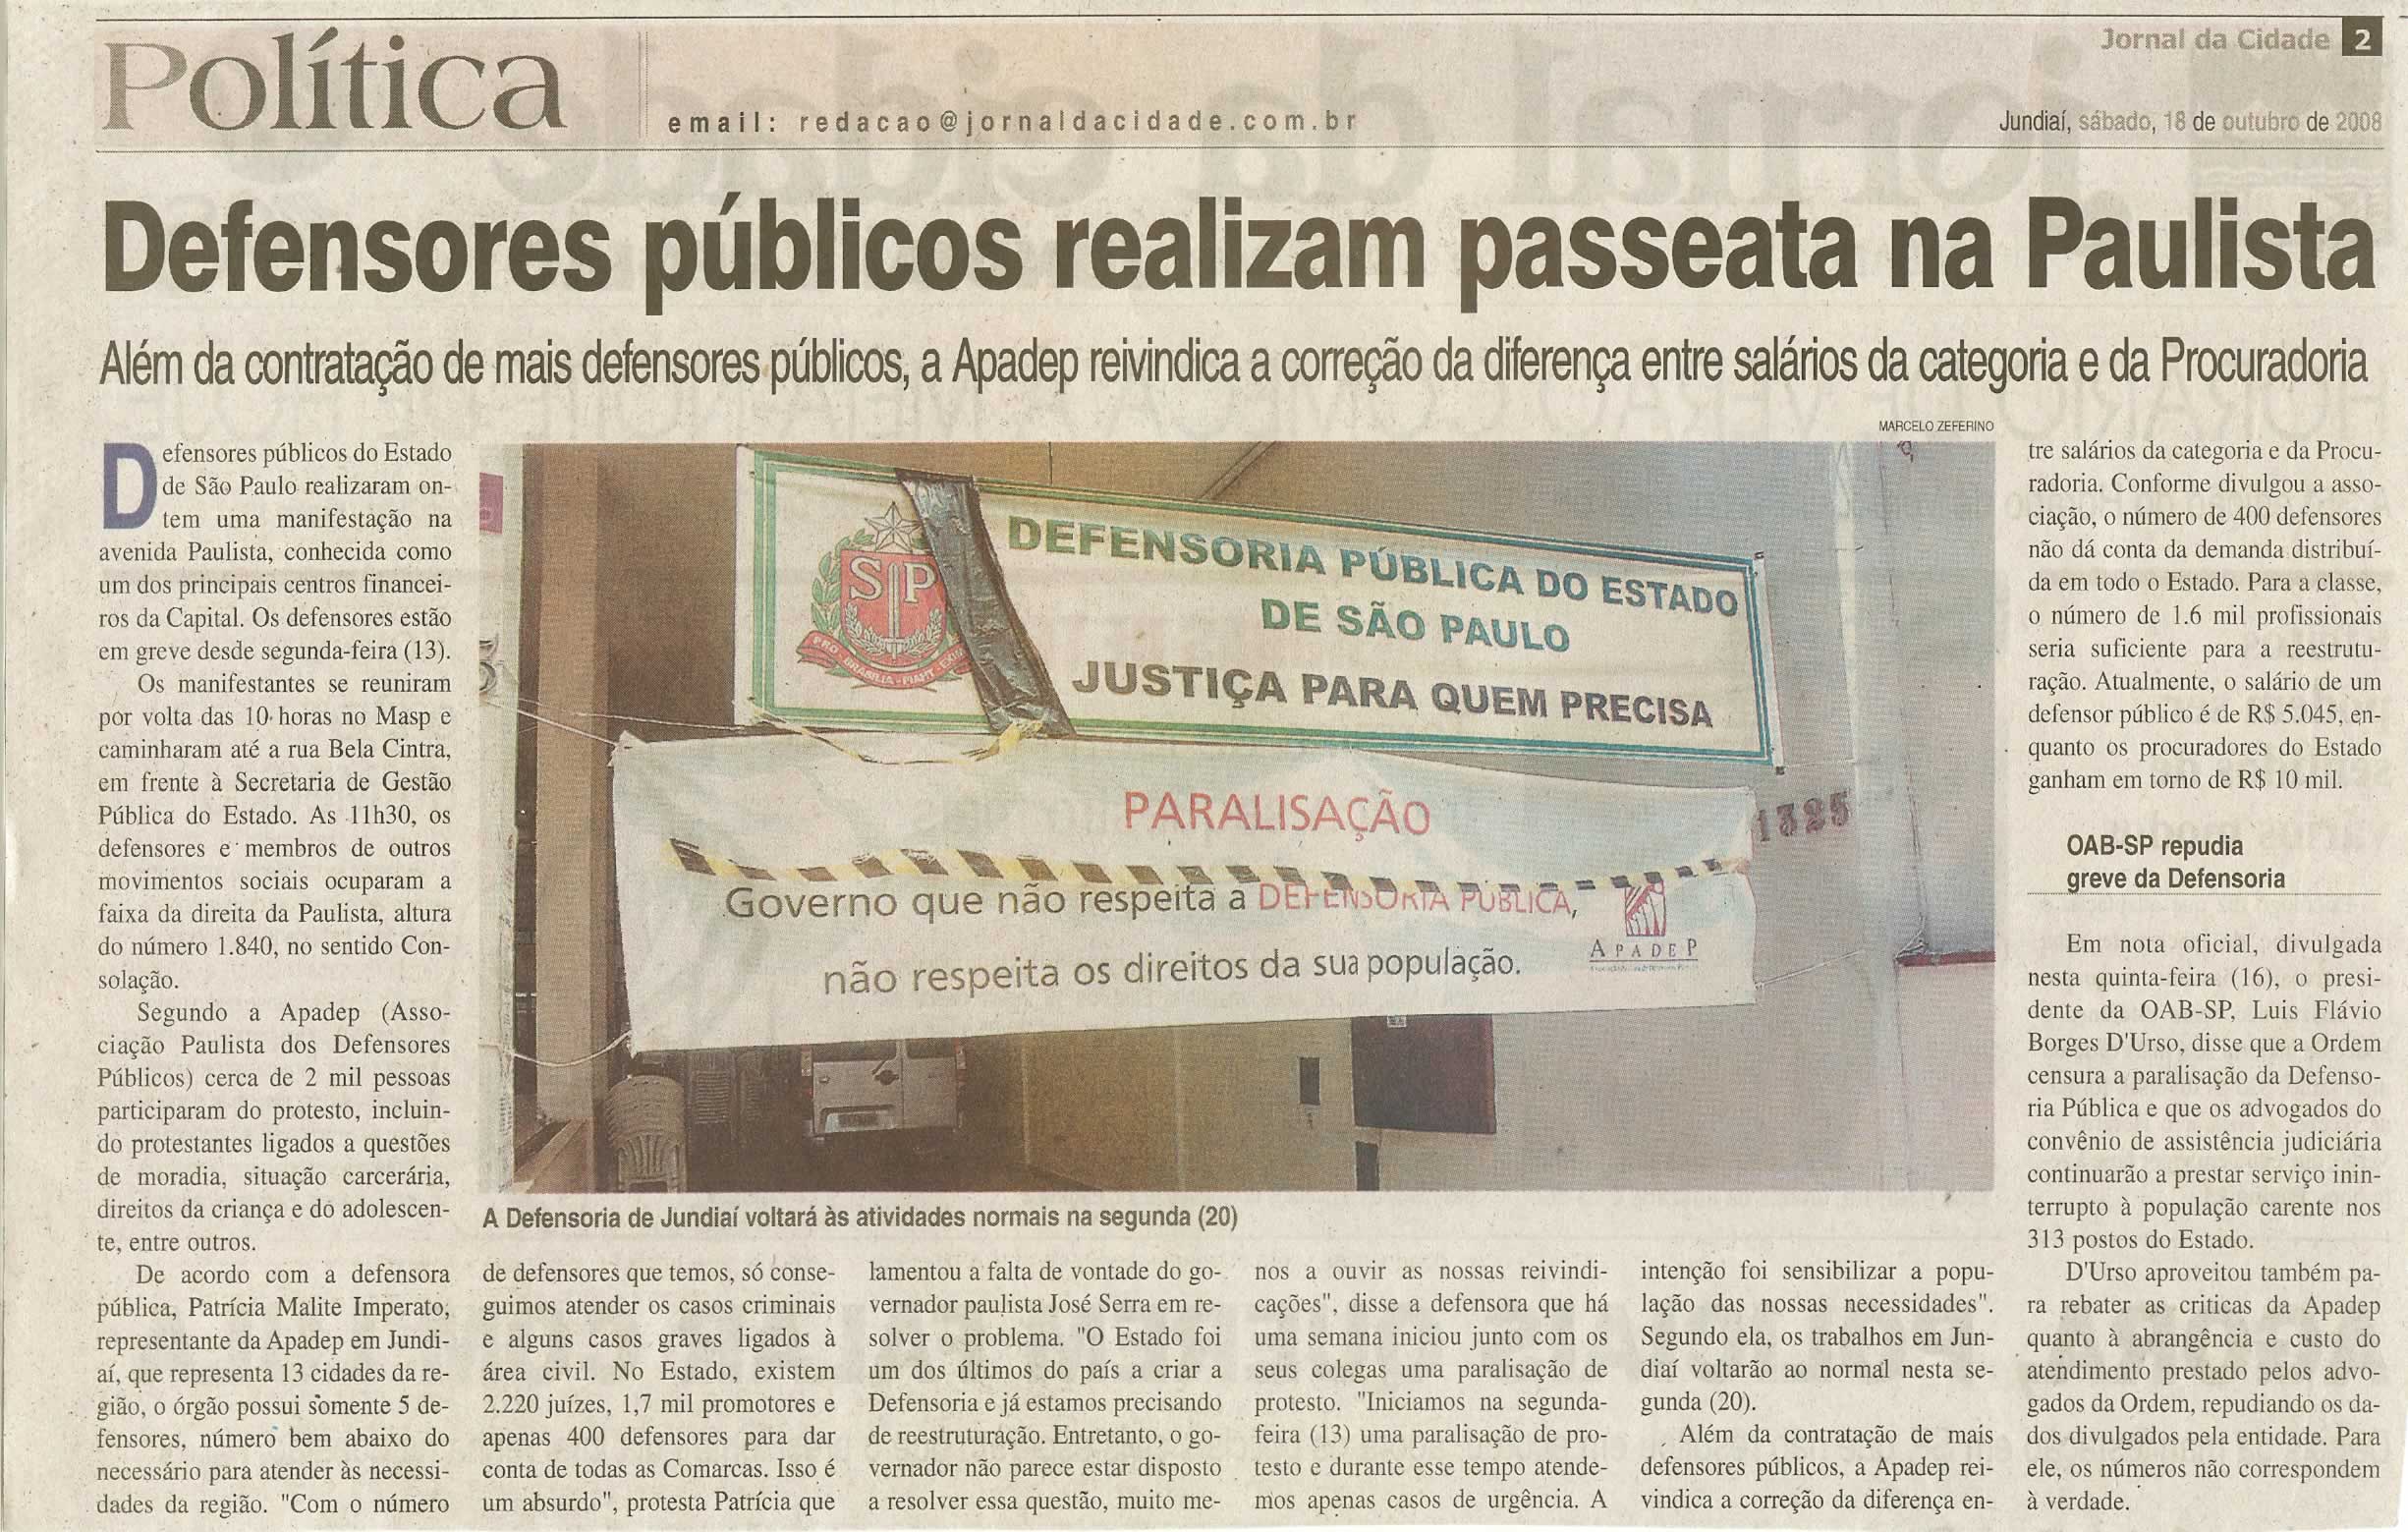 Política
email: redacao@jornaldacidade.com.br
Jornal da Cidade 2
Jundiaí, sábado, 18 de outubro de 2008
Defensores públicos realizam passeata na Paulista
Além da contratação de mais defensores públicos, a Apadep reivindica a correção da diferença entre salários da categoria e da Procuradoria
Defensores públicos do Estado
de São Paulo realizaram on-
tem uma manifestação na
avenida Paulista, conhecida como
um dos principais centros financei-
ros da Capital. Os defensores estão
em greve desde segunda-feira (13).
Os manifestantes se reuniram
por volta das 10 horas no Masp e
caminharam até a rua Bela Cintra,
em frente à Secretaria de Gestão
Pública do Estado. As 11h30, os
defensores e membros de outros
movimentos sociais ocuparam a
faixa da direita da Paulista, altura
do número 1.840, no sentido Con-
solação.
Segundo a Apadep (Asso-
ciação Paulista dos Defensores
Públicos) cerca de 2 mil pessoas
participaram do protesto, incluin-
do protestantes ligados a questões
de moradia, situação carcerária,
direitos da criança e do adolescen-
te, entre outros.
De acordo com a defensora
pública, Patrícia Malite Imperato,
representante da Apadep em Jundi-
aí, que representa 13 cidades da re-
gião, o órgão possui somente 5 de-
fensores, número bem abaixo do
necessário para atender às necessi-
dades da região. "Com o número
MARCELO ZEFERINO
SP
PRO·BRASILIA·FIANT·EXIMIA
DEFENSORIA PÚBLICA DO ESTADO
DE SÃO PAULO
JUSTIÇA PARA QUEM PRECISA
PARALISAÇÃO
1325
Governo que não respeita a DEFENSORIA PÚBLICA,
não respeita os direitos da sua população.
APADEP
A Defensoria de Jundiaí voltará às atividades normais na segunda (20)
de defensores que temos, só conse-
guimos atender os casos criminais
e alguns casos graves ligados à
área civil. No Estado, existem
2.220 juízes, 1,7 mil promotores e
apenas 400 defensores para dar
conta de todas as Comarcas. Isso é
um absurdo", protesta Patrícia que
lamentou a falta de vontade do go-
vernador paulista José Serra em re-
solver o problema. "O Estado foi
um dos últimos do país a criar a
Defensoria e já estamos precisando
de reestruturação. Entretanto, o go-
vernador não parece estar disposto
a resolver essa questão, muito me-
nos a ouvir as nossas reivindi-
cações", disse a defensora que há
uma semana iniciou junto com os
seus colegas uma paralisação de
protesto. "Iniciamos na segunda-
feira (13) uma paralisação de pro-
testo e durante esse tempo atende-
mos apenas casos de urgência. A
intenção foi sensibilizar a popu-
lação das nossas necessidades".
Segundo ela, os trabalhos em Jun-
diaí voltarão ao normal nesta se-
gunda (20).
Além da contratação de mais
defensores públicos, a Apadep rei-
vindica a correção da diferença en-
tre salários da categoria e da Procu-
radoria. Conforme divulgou a asso-
ciação, o número de 400 defensores
não dá conta da demanda distribuí-
da em todo o Estado. Para a classe,
o número de 1.6 mil profissionais
seria suficiente para a reestrutu-
ração. Atualmente, o salário de um
defensor público é de R$ 5.045, en-
quanto os procuradores do Estado
ganham em torno de R$ 10 mil.
OAB-SP repudia
greve da Defensoria
Em nota oficial, divulgada
nesta quinta-feira (16), o presi-
dente da OAB-SP, Luis Flávio
Borges D'Urso, disse que a Ordem
censura a paralisação da Defenso-
ria Pública e que os advogados do
convênio de assistência judiciária
continuarão a prestar serviço inin-
terrupto à população carente nos
313 postos do Estado.
D'Urso aproveitou também pa-
ra rebater as criticas da Apadep
quanto à abrangência e custo do
atendimento prestado pelos advo-
gados da Ordem, repudiando os da-
dos divulgados pela entidade. Para
ele, os números não correspondem
à verdade.